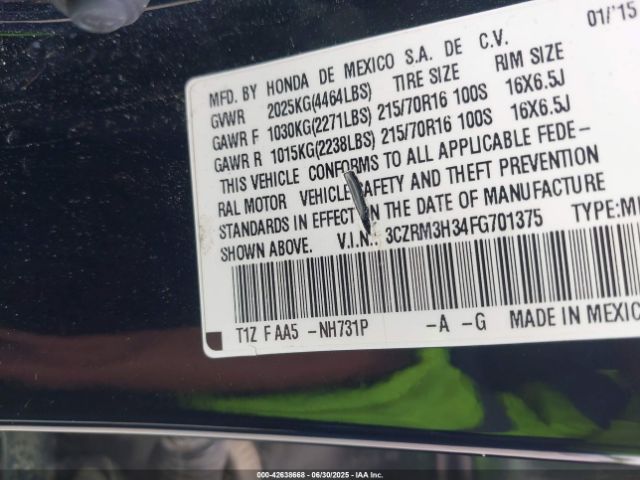 01/'15
MFD. BY HONDA DE MEXICO S.A. DE C.V.
GVWR 2025KG(4464LBS) TIRE SIZE RIM SIZE
GAWR F 1030KG(2271LBS) 215/70R16 100S 16X6.5J
GAWR R 1015KG(2238LBS) 215/70R16 100S 16X6.5J
THIS VEHICLE CONFORMS TO ALL APPLICABLE FEDE-
RAL MOTOR VEHICLE SAFETY AND THEFT PREVENTION
STANDARDS IN EFFECT ON THE DATE OF MANUFACTURE
SHOWN ABOVE. V.I.N.: 3CZRM3H34FG701375 TYPE:
T1Z F AA5 -NH731P -A -G MADE IN MEXICO
000-42638668 - 06/30/2025 - IAA Inc.